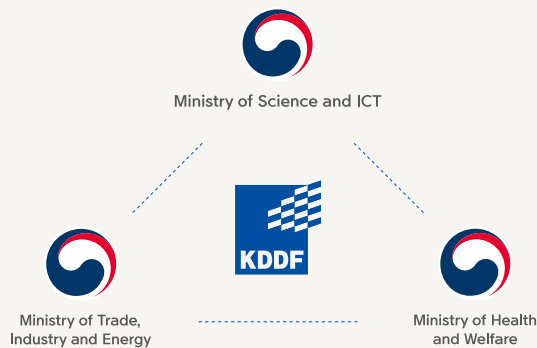 Ministry of Science and ICT
KDDF
Ministry of Trade,
Industry and Energy
Ministry of Health
and Welfare